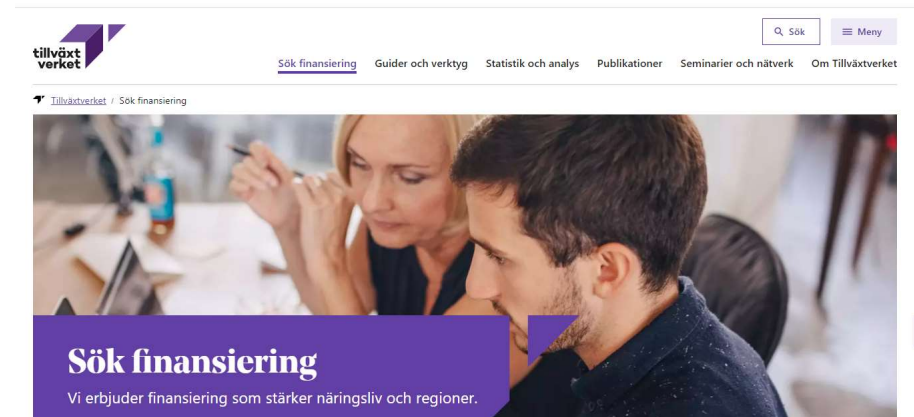 tillväxt
verket
Sök
Meny
Sök finansiering
Guider och verktyg
Statistik och analys
Publikationer
Seminarier och nätverk
Om Tillväxtverket
Tillväxtverket / Sök finansiering
Sök finansiering
Vi erbjuder finansiering som stärker näringsliv och regioner.